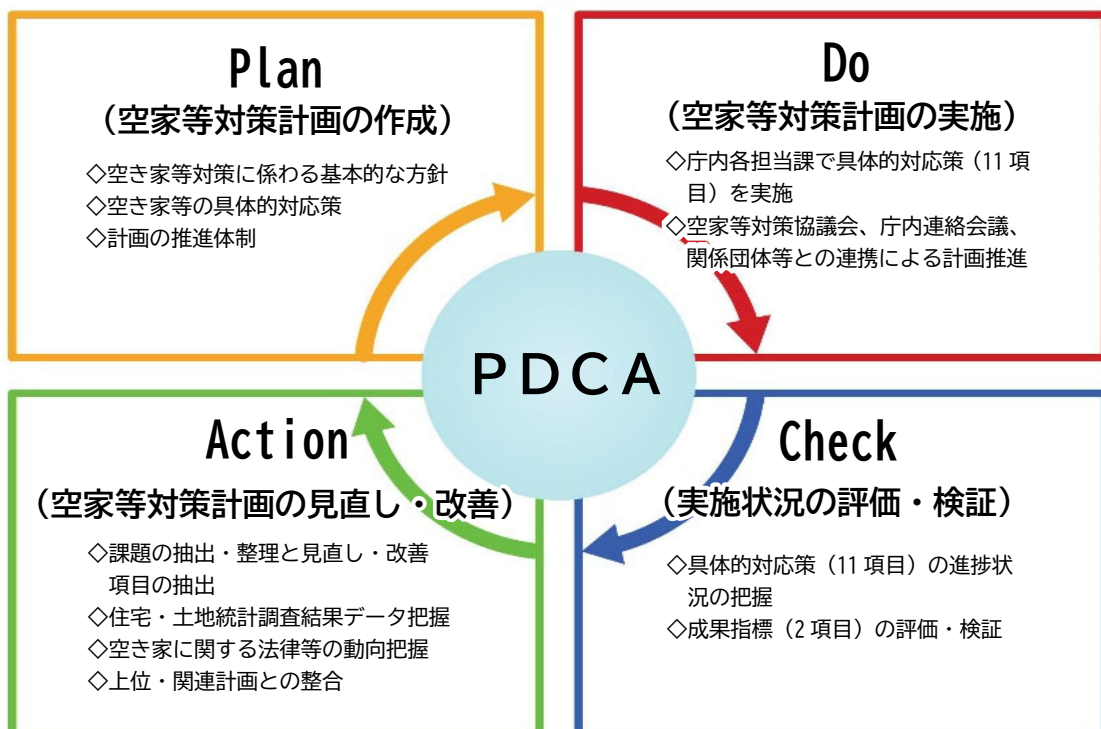 Plan
（空家等対策計画の作成）
◇空き家等対策に係わる基本的な方針
◇空き家等の具体的対応策
◇計画の推進体制
Do
（空家等対策計画の実施）
◇庁内各担当課で具体的対応策（11 項
目）を実施
◇空家等対策協議会、庁内連絡会議、
関係団体等との連携による計画推進
PDCA
Action
（空家等対策計画の見直し・改善）
◇課題の抽出・整理と見直し・改善
項目の抽出
◇住宅・土地統計調査結果データ把握
◇空き家に関する法律等の動向把握
◇上位・関連計画との整合
Check
（実施状況の評価・検証）
◇具体的対応策（11 項目）の進捗状
況の把握
◇成果指標（2 項目）の評価・検証